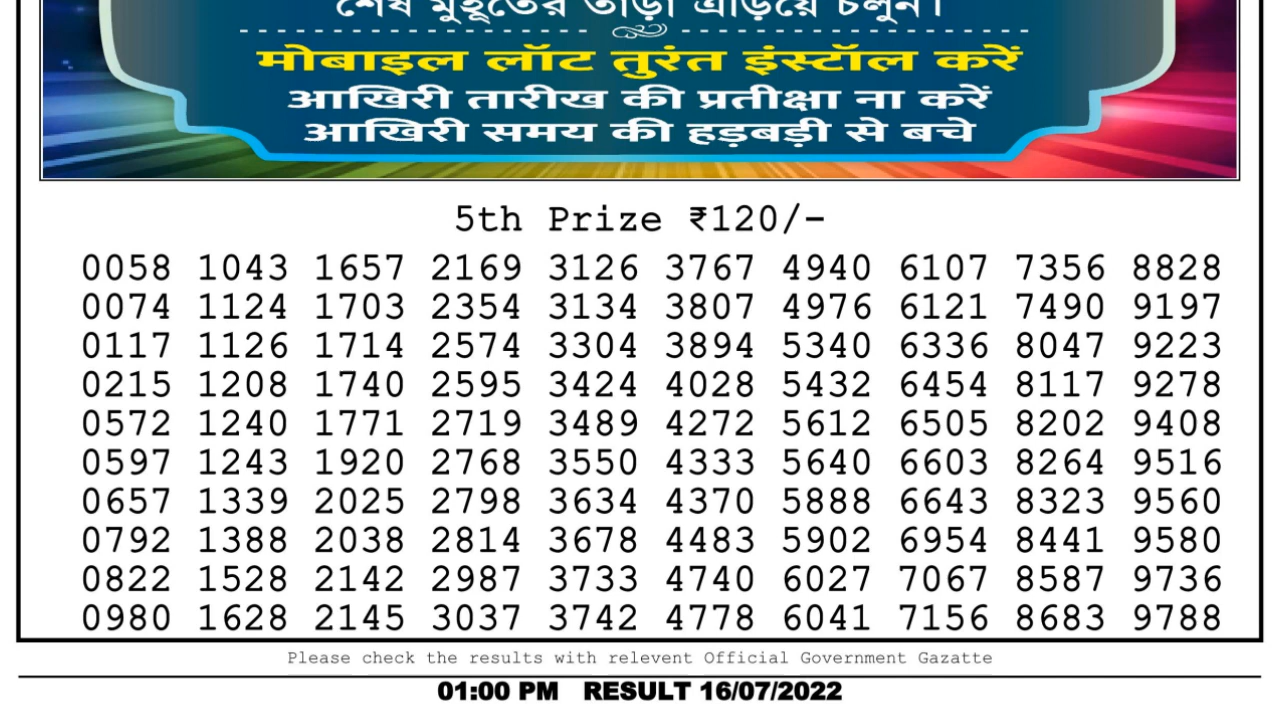 শেষ মুহূর্তের তাড়া এড়িয়ে চলুন।
मोबाइल लॉट तुरंत इंस्टॉल करें
आखिरी तारीख की प्रतीक्षा ना करें
आखिरी समय की हड़बड़ी से बचे
5th Prize ₹120/-
0058 1043 1657 2169 3126 3767 4940 6107 7356 8828
0074 1124 1703 2354 3134 3807 4976 6121 7490 9197
0117 1126 1714 2574 3304 3894 5340 6336 8047 9223
0215 1208 1740 2595 3424 4028 5432 6454 8117 9278
0572 1240 1771 2719 3489 4272 5612 6505 8202 9408
0597 1243 1920 2768 3550 4333 5640 6603 8264 9516
0657 1339 2025 2798 3634 4370 5888 6643 8323 9560
0792 1388 2038 2814 3678 4483 5902 6954 8441 9580
0822 1528 2142 2987 3733 4740 6027 7067 8587 9736
0980 1628 2145 3037 3742 4778 6041 7156 8683 9788
Please check the results with relevent Official Government Gazatte
01:00 PM RESULT 16/07/2022